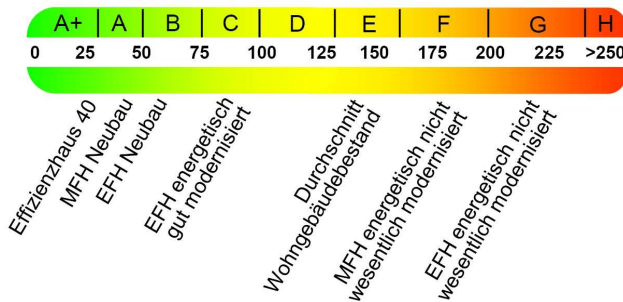 A+ A B C D E F G H
0 25 50 75 100 125 150 175 200 225 >250
Effizienzhaus 40
MFH Neubau
EFH Neubau
EFH energetisch
gut modernisiert
Durchschnitt
Wohngebäudebestand
MFH energetisch nicht
wesentlich modernisiert
EFH energetisch nicht
wesentlich modernisiert